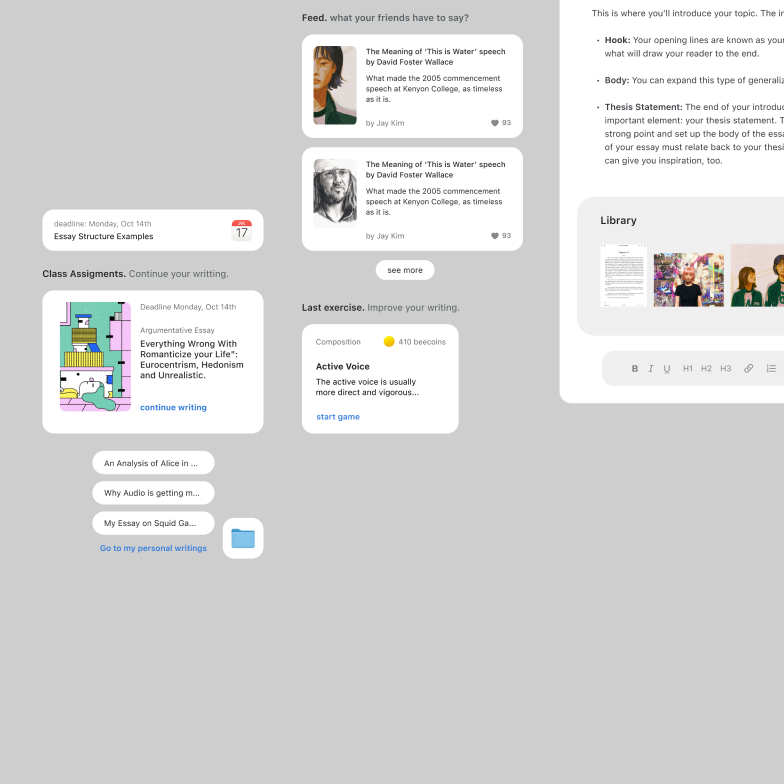 deadline: Monday, Oct 14th
Essay Structure Examples
JUL
17
Class Assigments. Continue your writting.
Deadline Monday, Oct 14th
Argumentative Essay
Everything Wrong With
Romanticize your Life":
Eurocentrism, Hedonism
and Unrealistic.
continue writing
An Analysis of Alice in ...
Why Audio is getting m...
My Essay on Squid Ga...
Go to my personal writings
Feed. what your friends have to say?
The Meaning of ‘This is Water’ speech
by David Foster Wallace
What made the 2005 commencement
speech at Kenyon College, as timeless
as it is.
by Jay Kim
93
The Meaning of ‘This is Water’ speech
by David Foster Wallace
What made the 2005 commencement
speech at Kenyon College, as timeless
as it is.
by Jay Kim
93
see more
Last exercise. Improve your writing.
Composition
410 beecoins
Active Voice
The active voice is usually
more direct and vigorous...
start game
This is where you'll introduce your topic. The in
• Hook: Your opening lines are known as your
what will draw your reader to the end.
• Body: You can expand this type of generaliz
• Thesis Statement: The end of your introduc
important element: your thesis statement. T
strong point and set up the body of the essa
of your essay must relate back to your thesi
can give you inspiration, too.
Library
B I U H1 H2 H3